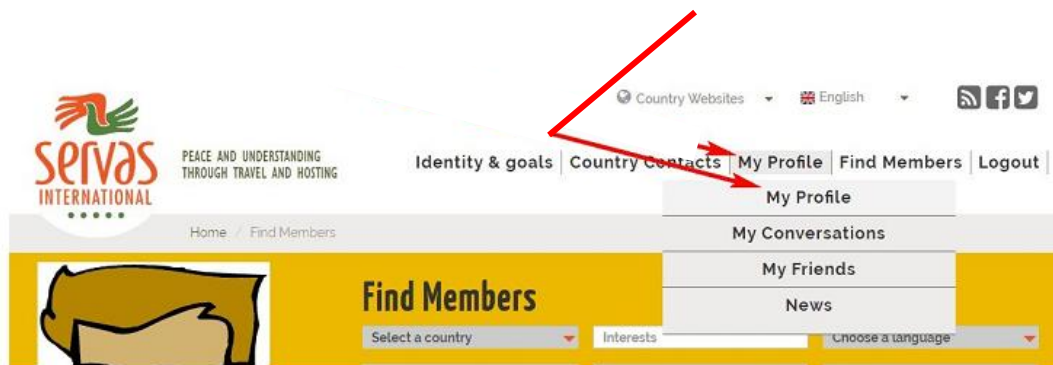 Country Websites
English
servas
INTERNATIONAL
PEACE AND UNDERSTANDING
THROUGH TRAVEL AND HOSTING
Identity & goals
Country Contacts
My Profile
Find Members
Logout
My Profile
My Conversations
My Friends
News
Home / Find Members
Find Members
Select a country
Interests
Choose a language